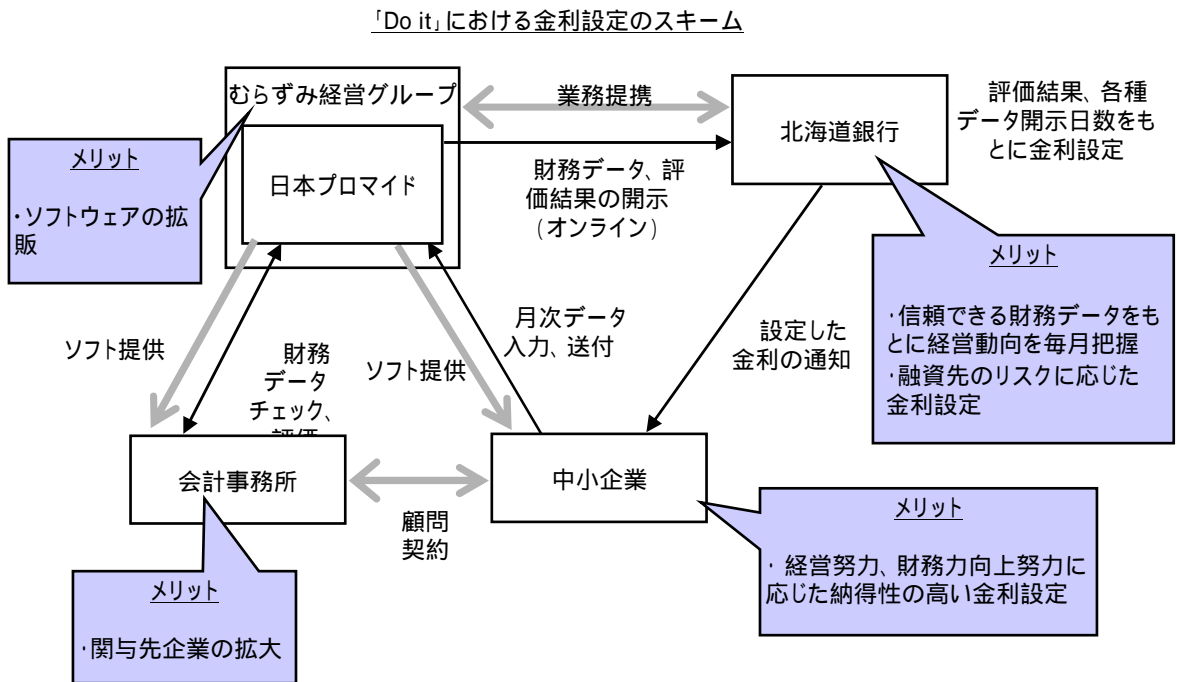 「Do it」における金利設定のスキーム
むらずみ経営グループ
日本プロマイド
業務提携
北海道銀行
評価結果、各種
データ開示日数をも
とに金利設定
メリット
・ソフトウェアの拡
販
財務データ、評
価結果の開示
(オンライン)
メリット
・信頼できる財務データをも
とに経営動向を毎月把握
・融資先のリスクに応じた
金利設定
ソフト提供
財務
データ
チェック、
ソフト提供
月次データ
入力、送付
設定した
金利の通知
会計事務所
顧問
契約
中小企業
メリット
・ 経営努力、財務力向上努力に
応じた納得性の高い金利設定
メリット
・関与先企業の拡大